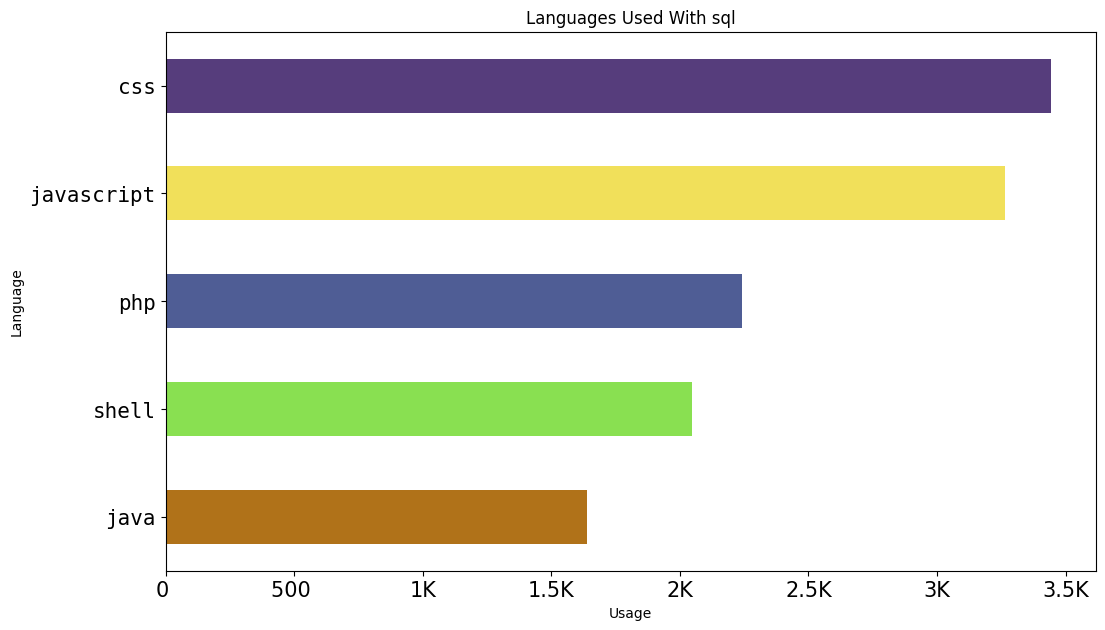 Languages Used With sql
Language
css
javascript
php
shell
java
0 500 1K 1.5K 2K 2.5K 3K 3.5K
Usage